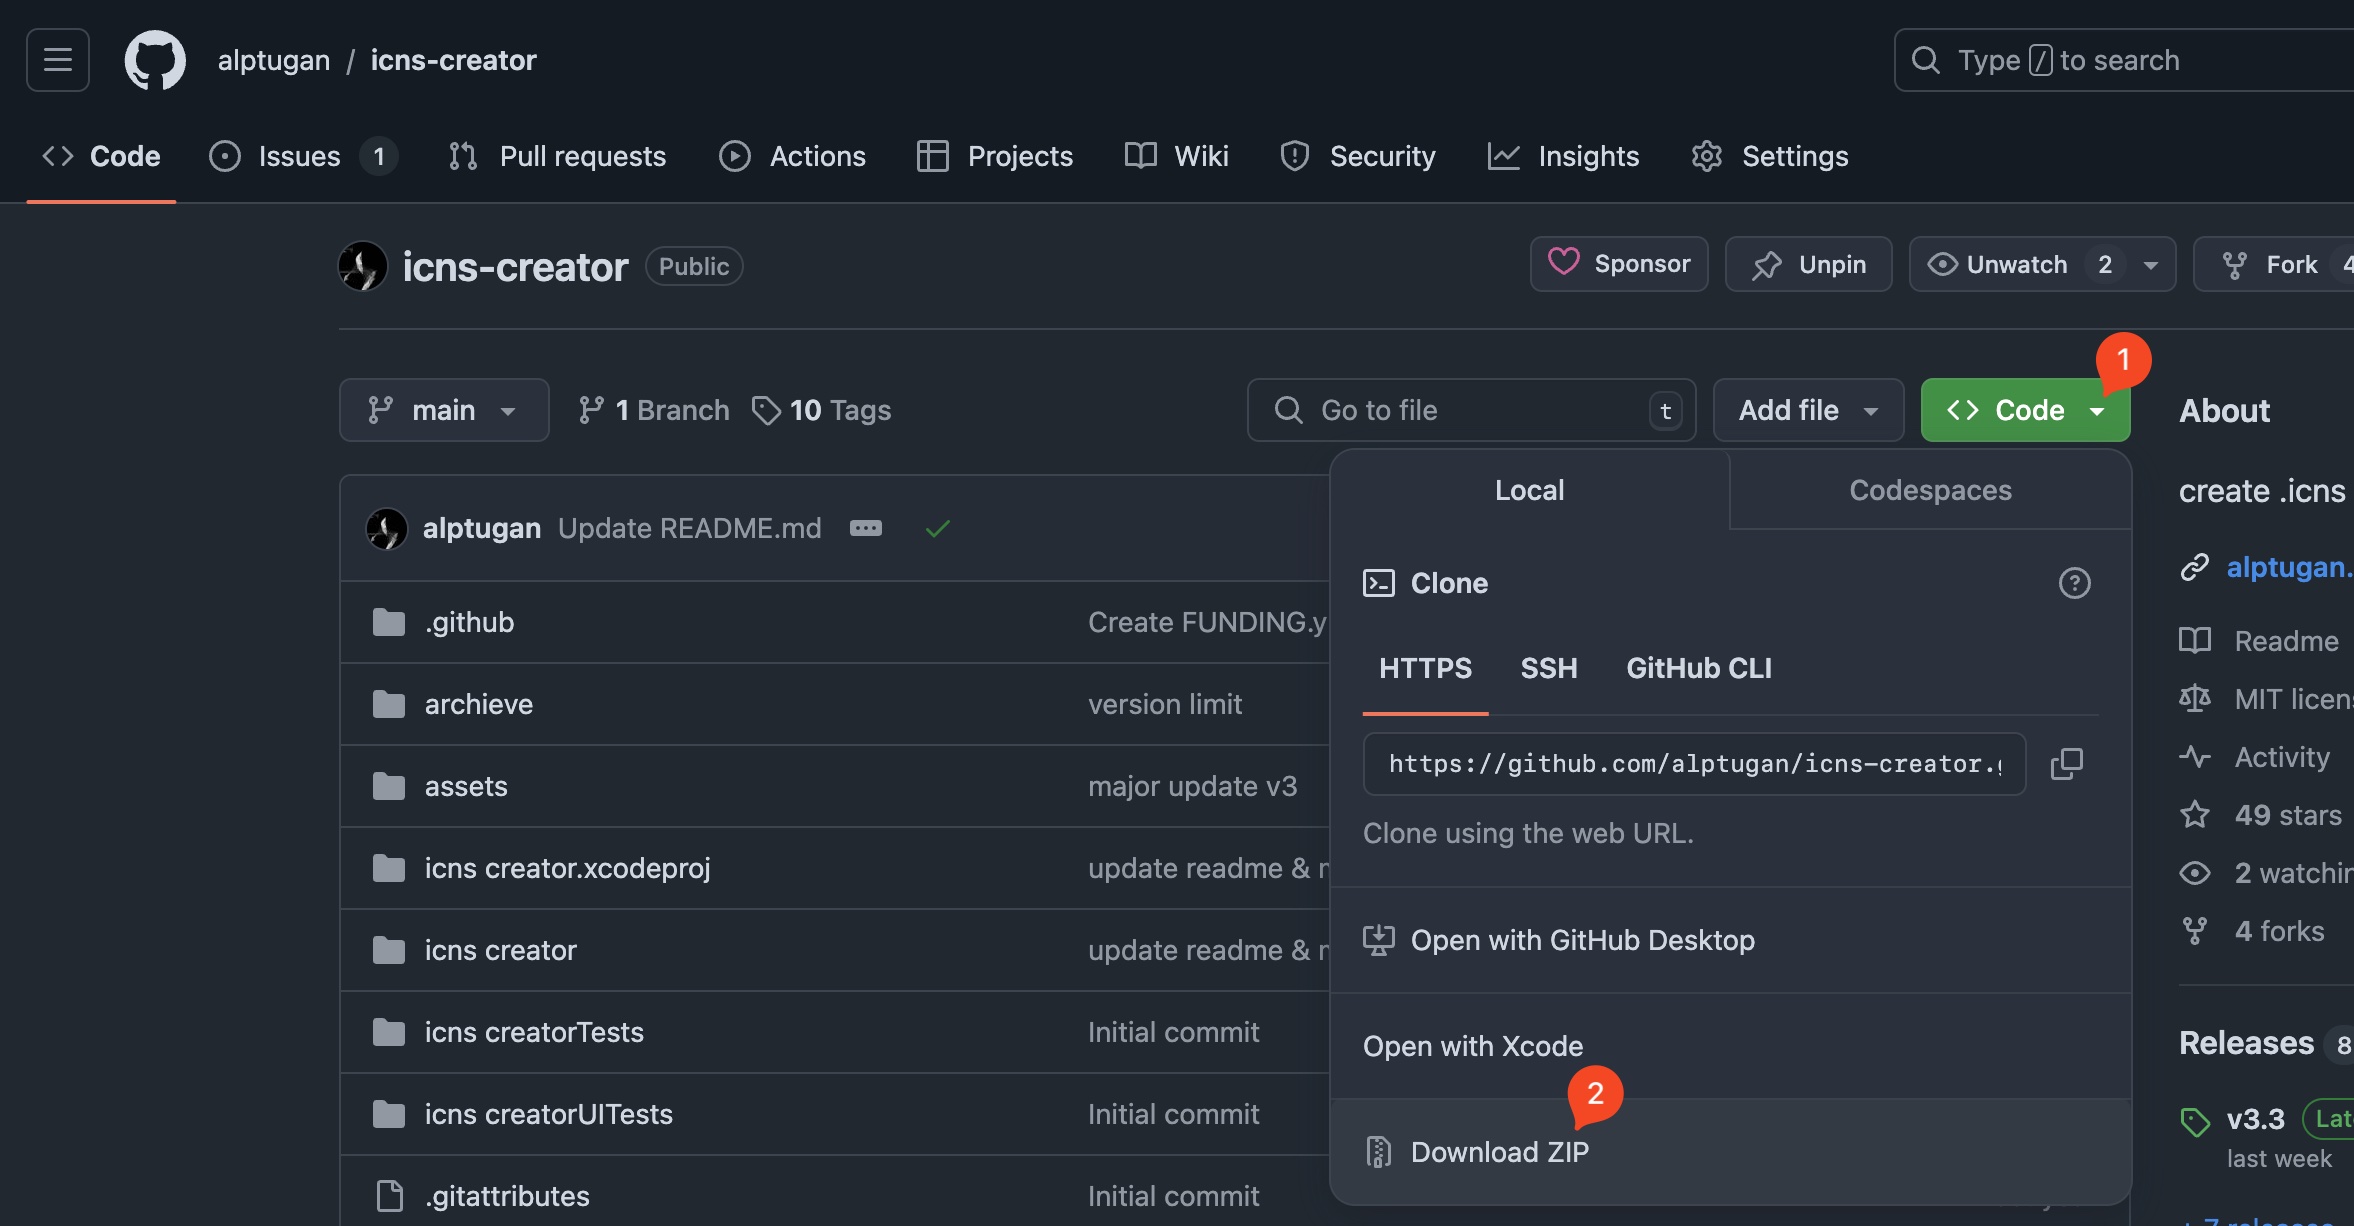 alptugan / icns-creator
Type / to search
Code Issues 1 Pull requests Actions Projects Wiki Security Insights Settings
icns-creator Public
Sponsor Unpin Unwatch 2 Fork 4
1
main 1 Branch 10 Tags
Go to file t Add file Code
About
alptugan Update README.md
Local Codespaces
create .icns
Clone
alptugan.
.github Create FUNDING.y
HTTPS SSH GitHub CLI
Readme
archieve version limit
MIT licens
https://github.com/alptugan/icns-creator.g
Activity
assets major update v3
Clone using the web URL.
49 stars
icns creator.xcodeproj update readme &
2 watchin
Open with GitHub Desktop
4 forks
icns creator update readme &
icns creatorTests Initial commit
Open with Xcode
Releases 8
2
icns creatorUITests Initial commit
Download ZIP
v3.3 Lat
last week
.gitattributes Initial commit